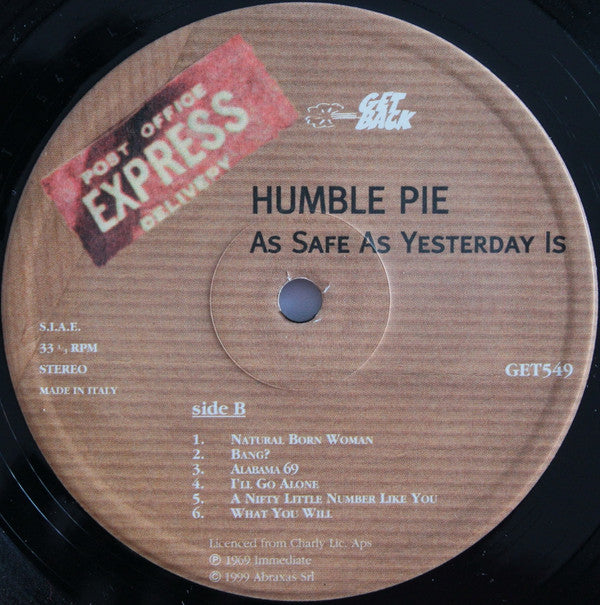 POST OFFICE
EXPRESS
DELIVERY
GET
BACK
HUMBLE PIE
As Safe As Yesterday Is
S.I.A.E.
33 ⅓, RPM
STEREO
MADE IN ITALY
GET549
side B
1. Natural Born Woman
2. Bang?
3. Alabama 69
4. I'll Go Alone
5. A Nifty Little Number Like You
6. What You Will
Licenced from Charly Lic. Aps
℗ 1969 Immediate
© 1999 Abraxas Srl